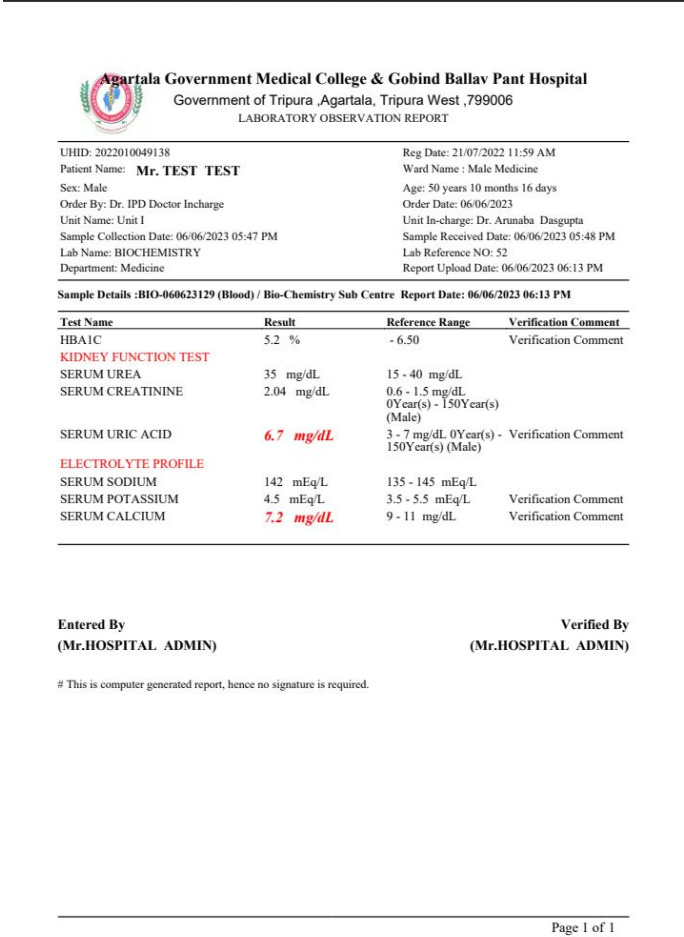 Agartala Government Medical College & Gobind Ballav Pant Hospital
Government of Tripura ,Agartala, Tripura West ,799006
LABORATORY OBSERVATION REPORT
UHID: 2022010049138 Reg Date: 21/07/2022 11:59 AM
Patient Name: Mr. TEST TEST Ward Name : Male Medicine
Sex: Male Age: 50 years 10 months 16 days
Order By: Dr. IPD Doctor Incharge Order Date: 06/06/2023
Unit Name: Unit I Unit In-charge: Dr. Arunaba Dasgupta
Sample Collection Date: 06/06/2023 05:47 PM Sample Received Date: 06/06/2023 05:48 PM
Lab Name: BIOCHEMISTRY Lab Reference NO: 52
Department: Medicine Report Upload Date: 06/06/2023 06:13 PM
Sample Details :BIO-060623129 (Blood) / Bio-Chemistry Sub Centre Report Date: 06/06/2023 06:13 PM
Test Name Result Reference Range Verification Comment
HBA1C 5.2 % - 6.50 Verification Comment
KIDNEY FUNCTION TEST
SERUM UREA 35 mg/dL 15 - 40 mg/dL
SERUM CREATININE 2.04 mg/dL 0.6 - 1.5 mg/dL
0Year(s) - 150Year(s)
(Male)
SERUM URIC ACID 6.7 mg/dL 3 - 7 mg/dL 0Year(s) - Verification Comment
150Year(s) (Male)
ELECTROLYTE PROFILE
SERUM SODIUM 142 mEq/L 135 - 145 mEq/L
SERUM POTASSIUM 4.5 mEq/L 3.5 - 5.5 mEq/L Verification Comment
SERUM CALCIUM 7.2 mg/dL 9 - 11 mg/dL Verification Comment
Entered By Verified By
(Mr.HOSPITAL ADMIN) (Mr.HOSPITAL ADMIN)
# This is computer generated report, hence no signature is required.
Page 1 of 1